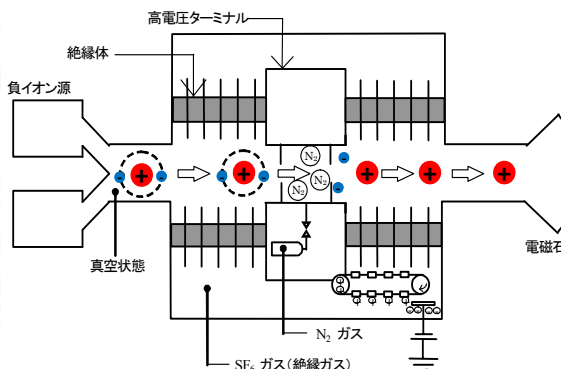 高電圧ターミナル
絶縁体
負イオン源
N₂
N₂
N₂
真空状態
電磁石
N₂ ガス
SF₆ ガス(絶縁ガス)